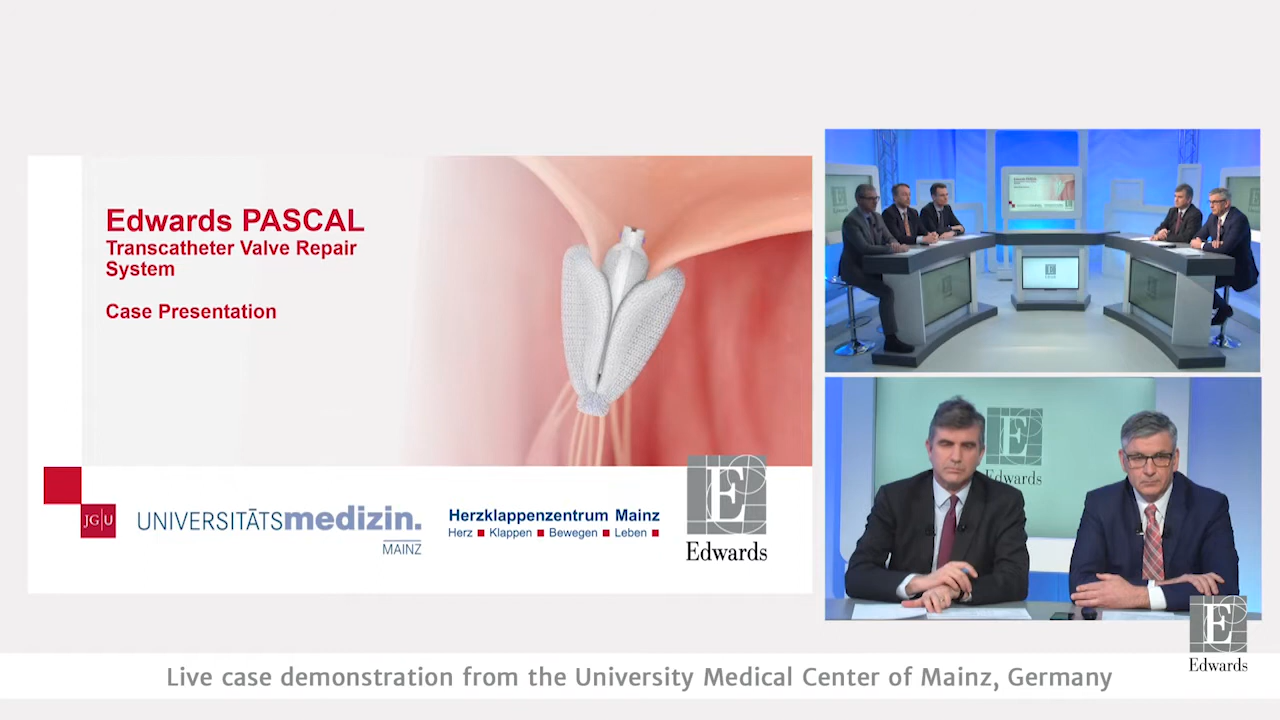 Edwards PASCAL
Transcatheter Valve Repair
System
Case Presentation
JG|U
UNIVERSITÄTSmedizin.
MAINZ
Herzklappenzentrum Mainz
Herz ■ Klappen ■ Bewegen ■ Leben ■
E
Edwards
E
Edwards
E
Edwards
Live case demonstration from the University Medical Center of Mainz, Germany